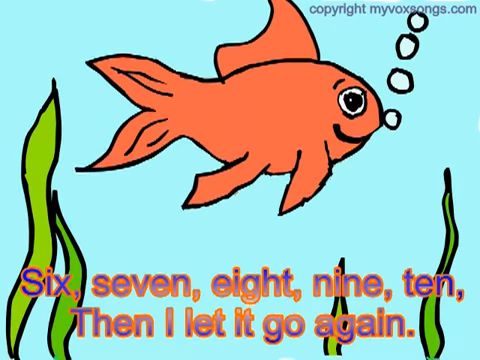 copyright myvoxsongs.com
Six, seven, eight, nine, ten,
Then I let it go again.